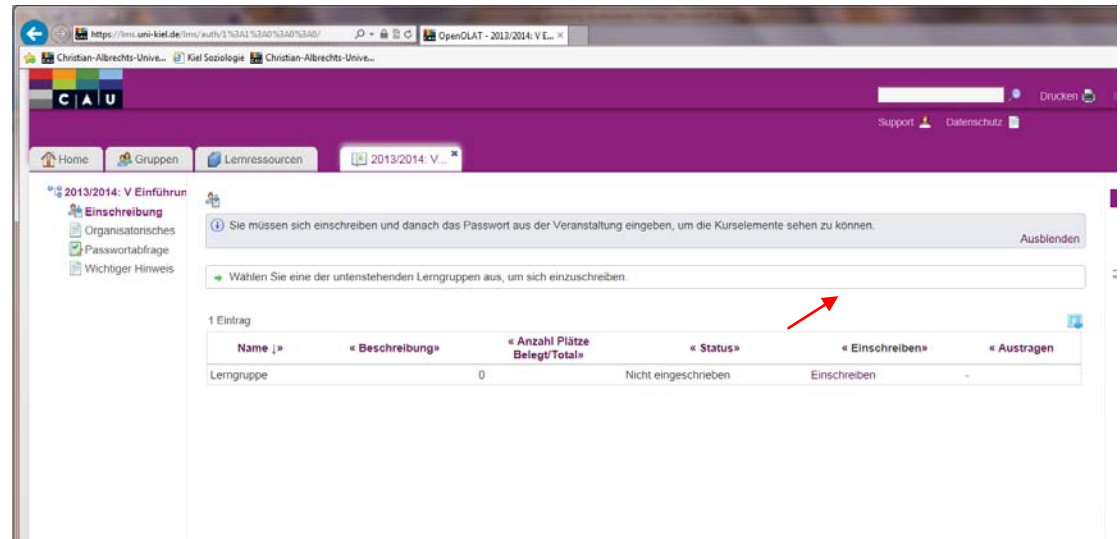 https://lms.uni-kiel.de/lms/auth/1%3A1%3A0%3A0%3A0/
OpenOLAT - 2013/2014: V E...
Christian-Albrechts-Unive... Kiel Soziologie Christian-Albrechts-Unive...
C|A|U
Drucken
Support Datenschutz
Home Gruppen Lernressourcen 2013/2014: V...
2013/2014: V Einführun
Einschreibung
Organisatorisches
Passwortabfrage
Wichtiger Hinweis
Sie müssen sich einschreiben und danach das Passwort aus der Veranstaltung eingeben, um die Kurselemente sehen zu können.
Ausblenden
Wählen Sie eine der untenstehenden Lerngruppen aus, um sich einzuschreiben.
1 Eintrag
Name ↓» « Beschreibung» « Anzahl Plätze Belegt/Total» « Status» « Einschreiben» « Austragen
Lerngruppe 0 Nicht eingeschrieben Einschreiben -